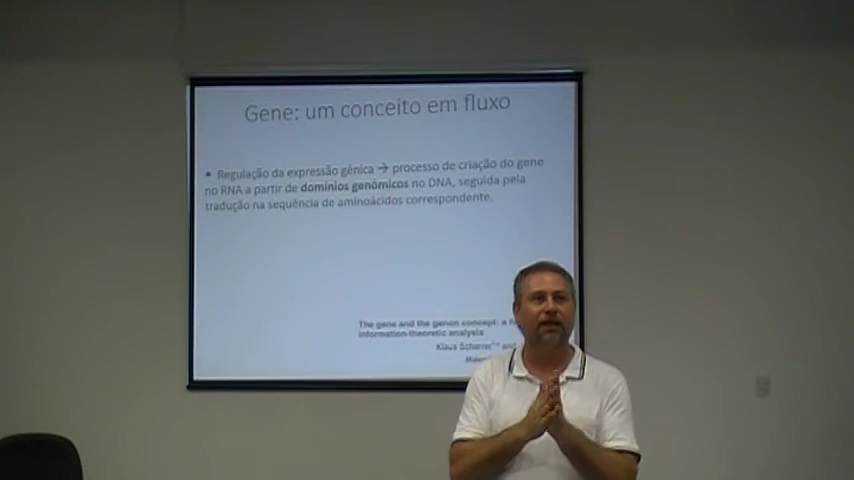 Gene: um conceito em fluxo
• Regulação da expressão gênica → processo de criação do gene
no RNA a partir de domínios genômicos no DNA, seguida pela
tradução na sequência de aminoácidos correspondente.
The gene and the genon concept: a
information-theoretic analysis
Klaus Scherrer and